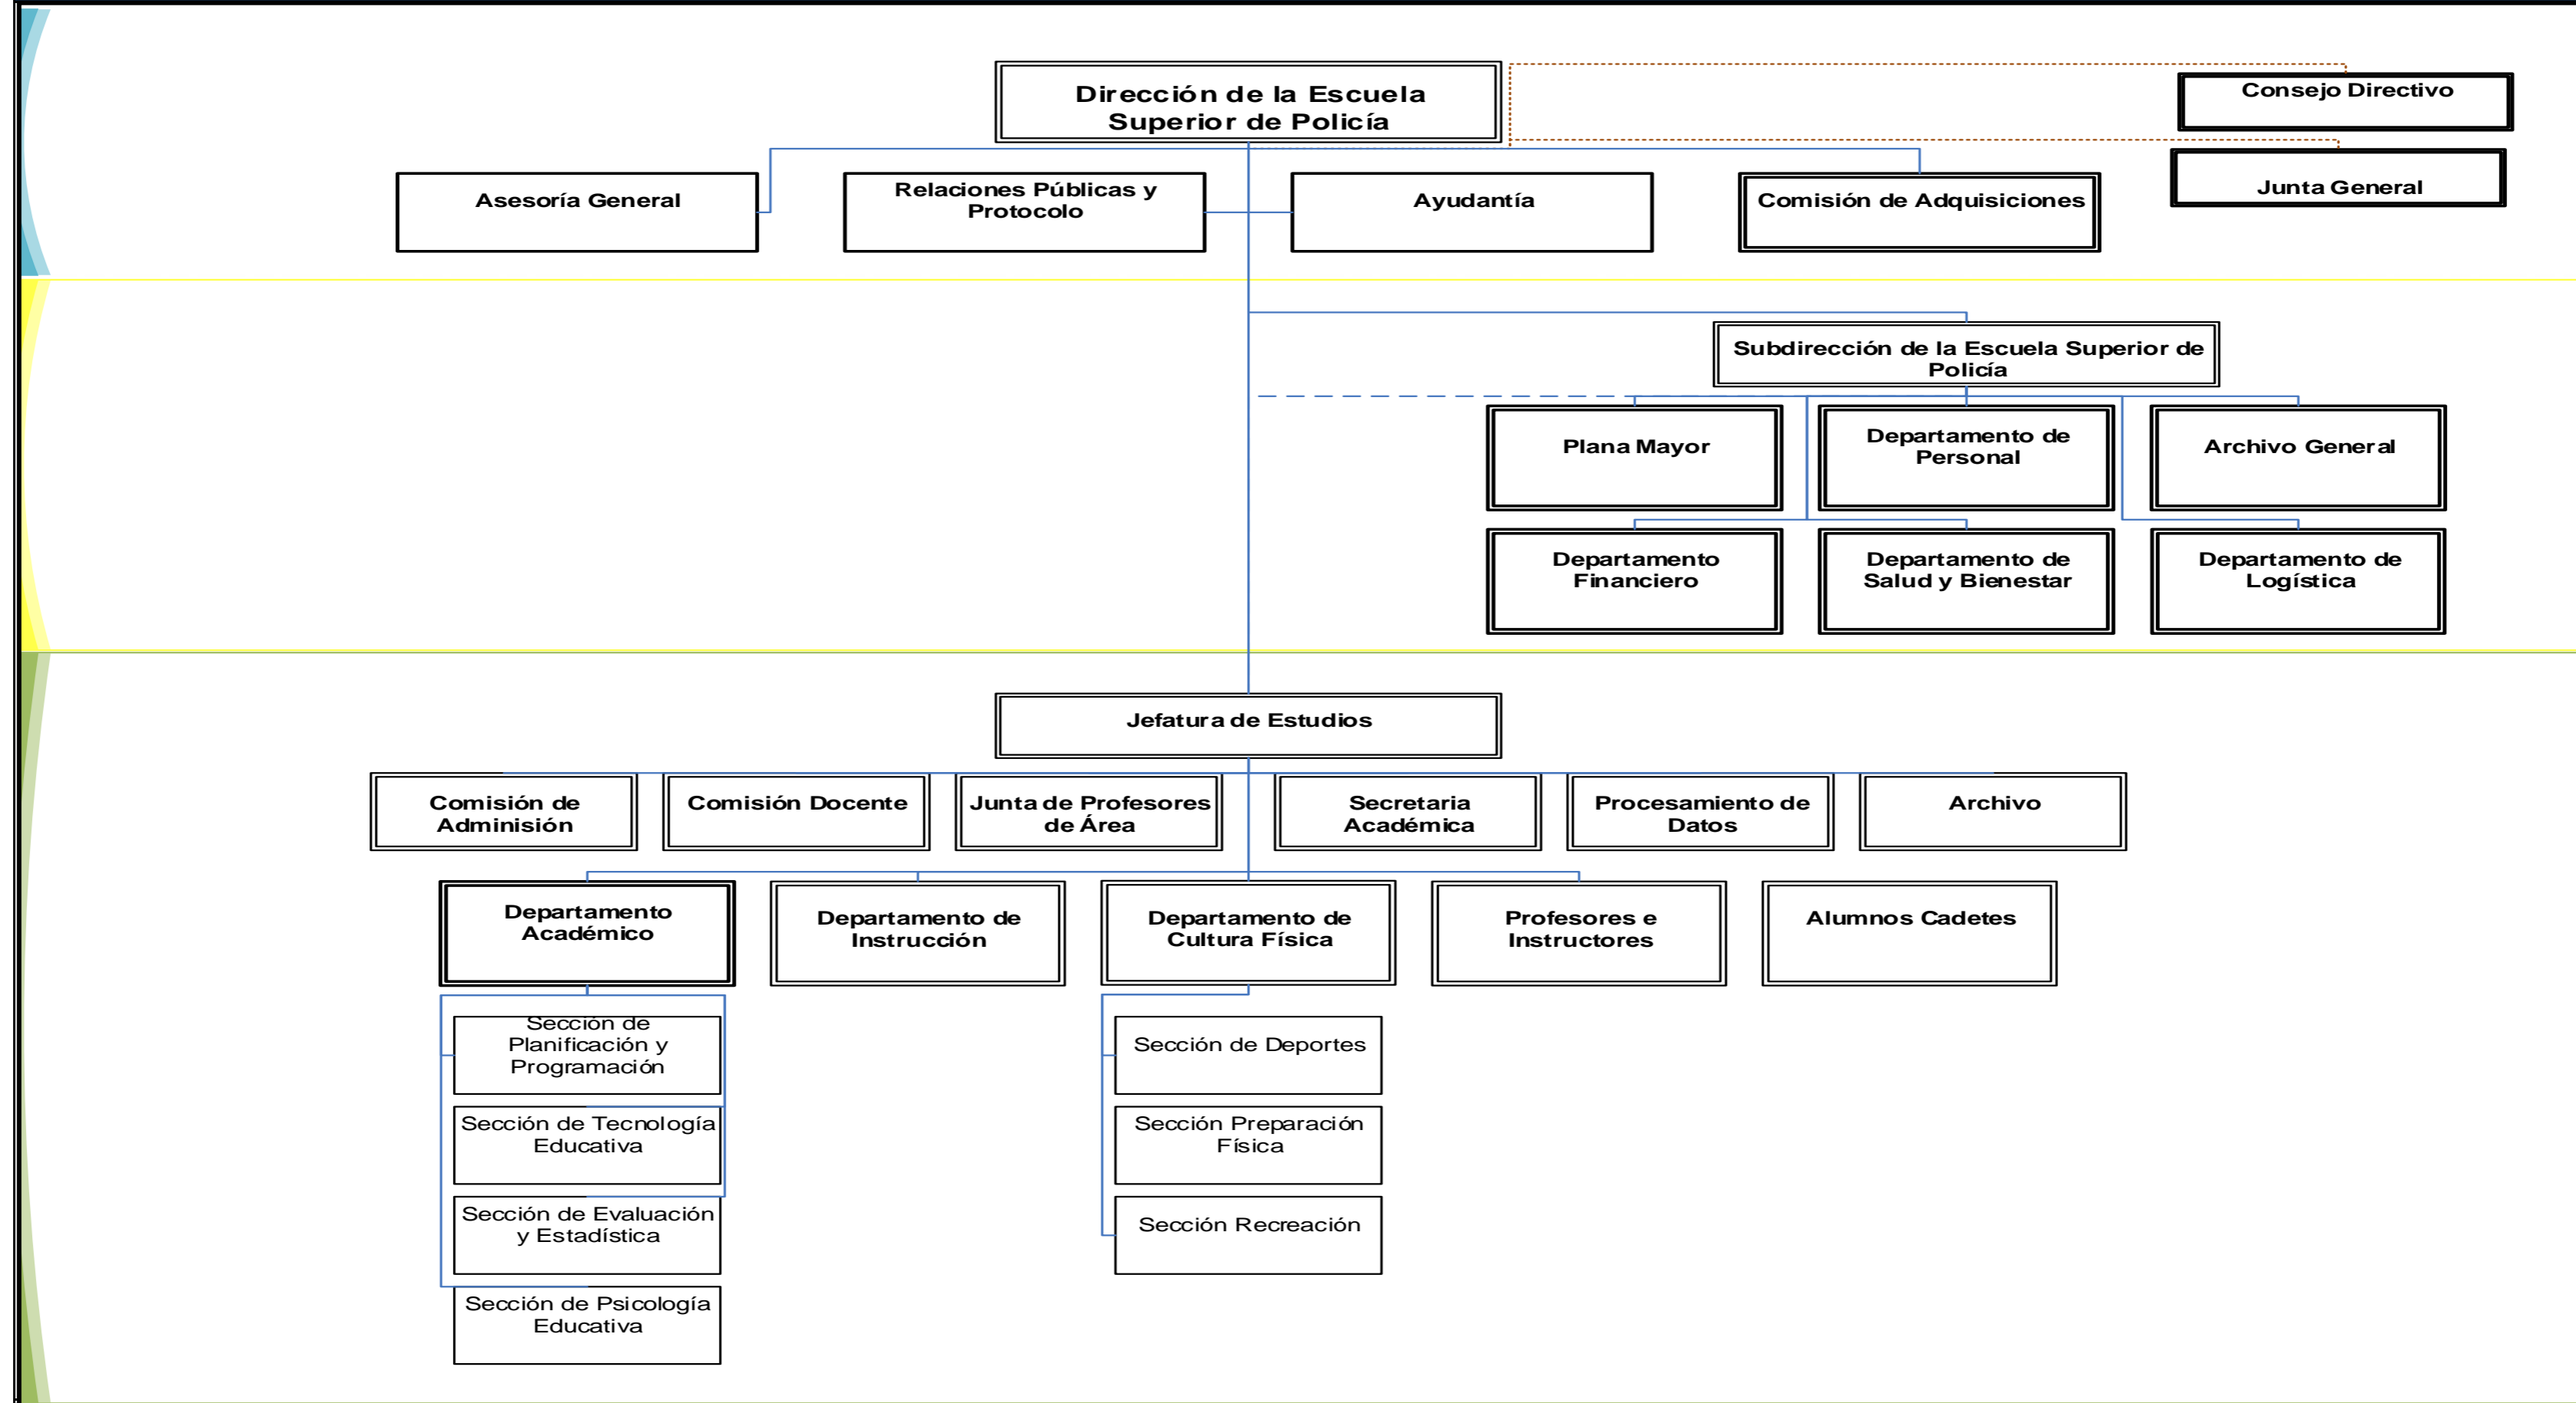 Dirección de la Escuela
Superior de Policía
Consejo Directivo
Junta General
Asesoría General
Relaciones Públicas y
Protocolo
Ayudantía
Comisión de Adquisiciones
Subdirección de la Escuela Superior de
Policía
Plana Mayor
Departamento de
Personal
Archivo General
Departamento
Financiero
Departamento de
Salud y Bienestar
Departamento de
Logística
Jefatura de Estudios
Comisión de
Adminisión
Comisión Docente
Junta de Profesores
de Área
Secretaria
Académica
Procesamiento de
Datos
Archivo
Departamento
Académico
Departamento de
Instrucción
Departamento de
Cultura Física
Profesores e
Instructores
Alumnos Cadetes
Sección de
Planificación y
Programación
Sección de Tecnología
Educativa
Sección de Evaluación
y Estadística
Sección de Psicología
Educativa
Sección de Deportes
Sección Preparación
Física
Sección Recreación